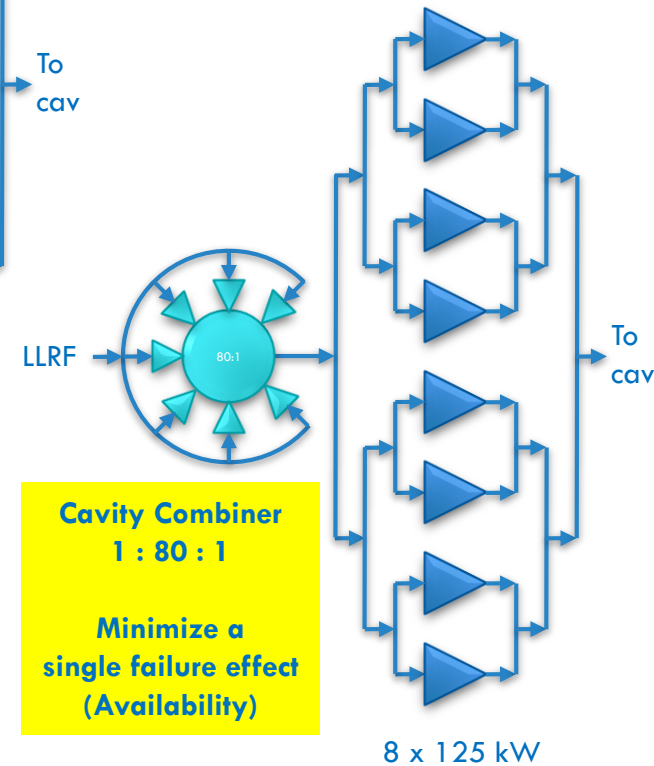 To
cav
LLRF
80:1
To
cav
Cavity Combiner
1 : 80 : 1
Minimize a
single failure effect
(Availability)
8 x 125 kW